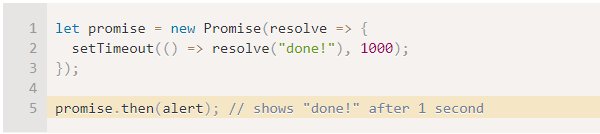 1 let promise = new Promise(resolve => {
2   setTimeout(() => resolve("done!"), 1000);
3 });
4
5 promise.then(alert); // shows "done!" after 1 second